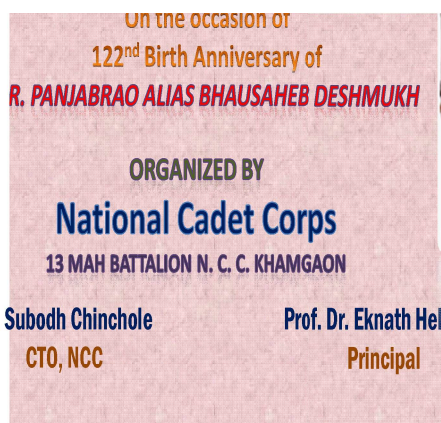 On the occasion of
122nd Birth Anniversary of
R. PANJABRAO ALIAS BHAUSAHEB DESHMUKH
ORGANIZED BY
National Cadet Corps
13 MAH BATTALION N. C. C. KHAMGAON
Subodh Chinchole
Prof. Dr. Eknath
CTO, NCC
Principal